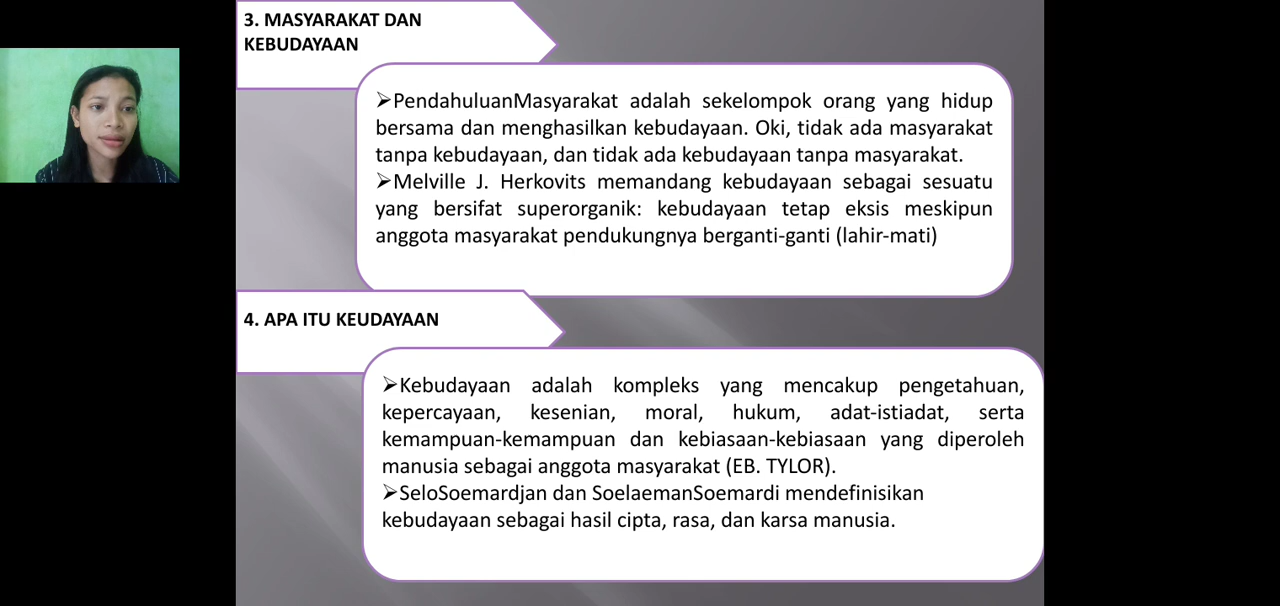 3. MASYARAKAT DAN
KEBUDAYAAN
➢PendahuluanMasyarakat adalah sekelompok orang yang hidup
bersama dan menghasilkan kebudayaan. Oki, tidak ada masyarakat
tanpa kebudayaan, dan tidak ada kebudayaan tanpa masyarakat.
➢Melville J. Herkovits memandang kebudayaan sebagai sesuatu
yang bersifat superorganik: kebudayaan tetap eksis meskipun
anggota masyarakat pendukungnya berganti-ganti (lahir-mati)
4. APA ITU KEUDAYAAN
➢Kebudayaan adalah kompleks yang mencakup pengetahuan,
kepercayaan, kesenian, moral, hukum, adat-istiadat, serta
kemampuan-kemampuan dan kebiasaan-kebiasaan yang diperoleh
manusia sebagai anggota masyarakat (EB. TYLOR).
➢SeloSoemardjan dan SoelaemanSoemardi mendefinisikan
kebudayaan sebagai hasil cipta, rasa, dan karsa manusia.